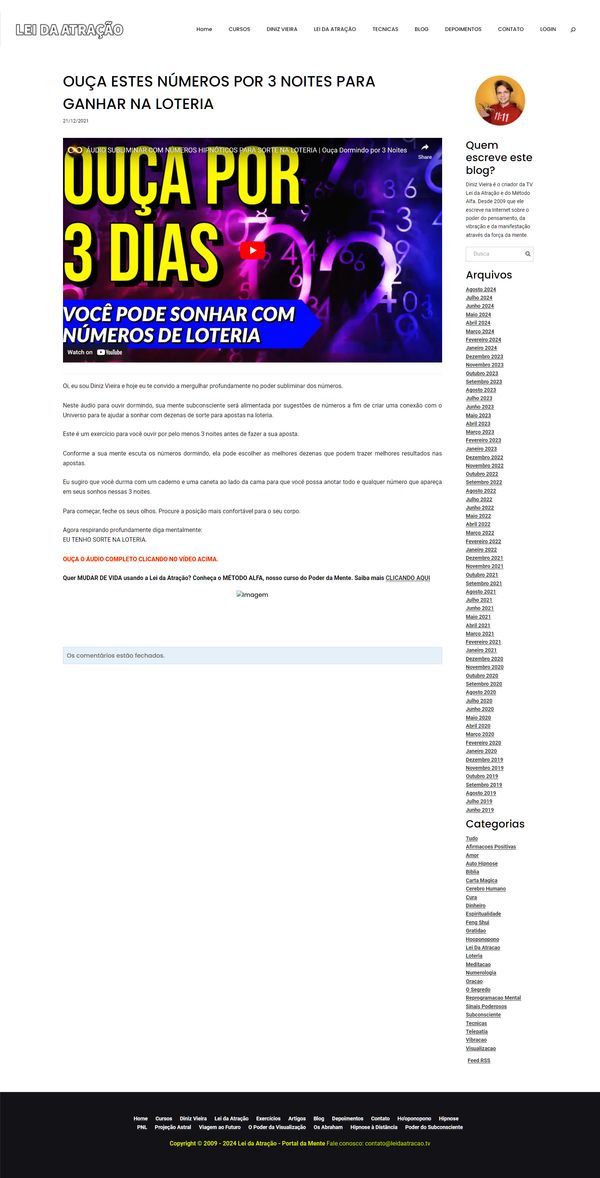 LEI DA ATRAÇÃO
Home CURSOS DINIZ VIEIRA LEI DA ATRAÇÃO TECNICAS BLOG DEPOIMENTOS CONTATO LOGIN
OUÇA ESTES NÚMEROS POR 3 NOITES PARA
GANHAR NA LOTERIA
21/12/2021
ÁUDIO SUBLIMINAR COM NÚMEROS HIPNÓTICOS PARA SORTE NA LOTERIA | Ouça Dormindo por 3 Noites
Share
OUÇA POR
3 DIAS
VOCÊ PODE SONHAR COM
NÚMEROS DE LOTERIA
Watch on YouTube
Oi, eu sou Diniz Vieira e hoje eu te convido a mergulhar profundamente no poder subliminar dos números.
Neste áudio para ouvir dormindo, sua mente subconsciente será alimentada por sugestões de números a fim de criar uma conexão com o
Universo para te ajudar a sonhar com dezenas de sorte para apostas na loteria.
Este é um exercício para você ouvir por pelo menos 3 noites antes de fazer a sua aposta.
Conforme a sua mente escuta os números dormindo, ela pode escolher as melhores dezenas que podem trazer melhores resultados nas
apostas.
Eu sugiro que você durma com um caderno e uma caneta ao lado da cama para que você possa anotar todo e qualquer número que apareça
em seus sonhos nessas 3 noites.
Para começar, feche os seus olhos. Procure a posição mais confortável para o seu corpo.
Agora respirando profundamente diga mentalmente:
EU TENHO SORTE NA LOTERIA.
OUÇA O ÁUDIO COMPLETO CLICANDO NO VÍDEO ACIMA.
Quer MUDAR DE VIDA usando a Lei da Atração? Conheça o MÉTODO ALFA, nosso curso do Poder da Mente. Saiba mais CLICANDO AQUI
Imagem
Os comentários estão fechados.
11:11
Quem
escreve este
blog?
Diniz Vieira é o criador da TV
Lei da Atração e do Método
Alfa. Desde 2009 que ele
escreve na Internet sobre o
poder do pensamento, da
vibração e da manifestação
através da força da mente.
Busca
Arquivos
Agosto 2024
Julho 2024
Junho 2024
Maio 2024
Abril 2024
Março 2024
Fevereiro 2024
Janeiro 2024
Dezembro 2023
Novembro 2023
Outubro 2023
Setembro 2023
Agosto 2023
Julho 2023
Junho 2023
Maio 2023
Abril 2023
Março 2023
Fevereiro 2023
Janeiro 2023
Dezembro 2022
Novembro 2022
Outubro 2022
Setembro 2022
Agosto 2022
Julho 2022
Junho 2022
Maio 2022
Abril 2022
Março 2022
Fevereiro 2022
Janeiro 2022
Dezembro 2021
Novembro 2021
Outubro 2021
Setembro 2021
Agosto 2021
Julho 2021
Junho 2021
Maio 2021
Abril 2021
Março 2021
Fevereiro 2021
Janeiro 2021
Dezembro 2020
Novembro 2020
Outubro 2020
Setembro 2020
Agosto 2020
Julho 2020
Junho 2020
Maio 2020
Abril 2020
Março 2020
Fevereiro 2020
Janeiro 2020
Dezembro 2019
Novembro 2019
Outubro 2019
Setembro 2019
Agosto 2019
Julho 2019
Junho 2019
Categorias
Tudo
Afirmacoes Positivas
Amor
Auto Hipnose
Biblia
Carta Magica
Cerebro Humano
Cura
Dinheiro
Espiritualidade
Feng Shui
Gratidao
Hooponopono
Lei Da Atracao
Loteria
Meditacao
Numerologia
Oracao
O Segredo
Reprogramacao Mental
Sinais Poderosos
Subconsciente
Tecnicas
Telepatia
Vibracao
Visualizacao
Feed RSS
Home Cursos Diniz Vieira Lei da Atração Exercícios Artigos Blog Depoimentos Contato Ho'oponopono Hipnose
PNL Projeção Astral Viagem ao Futuro O Poder da Visualização Os Abraham Hipnose à Distância Poder do Subconsciente
Copyright © 2009 - 2024 Lei da Atração - Portal da Mente Fale conosco: contato@leidaatracao.tv